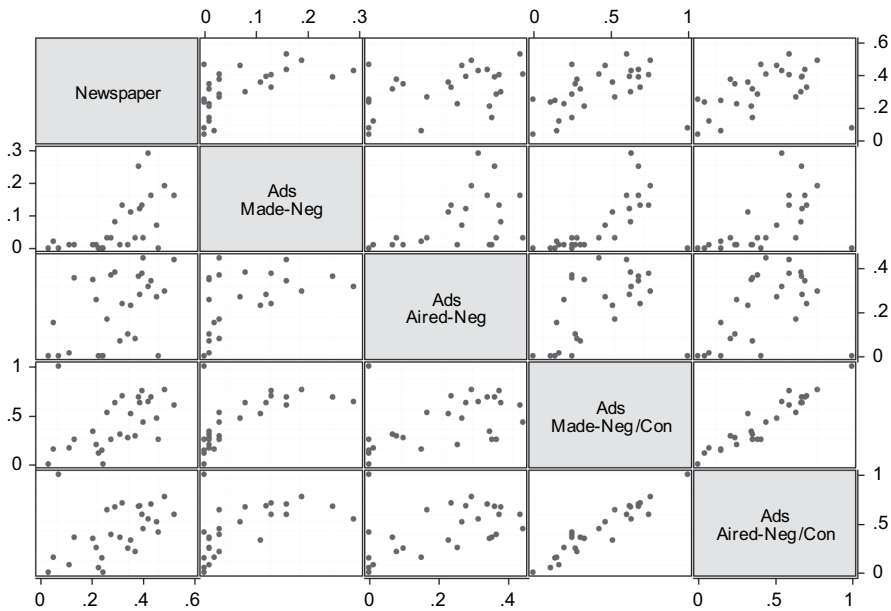 0 .1 .2 .3 0 .5 1
Newspaper
0 .2 .4 .6
0 .1 .2 .3
Ads
Made-Neg
Ads
Aired-Neg
0 .2 .4
0 .5 1
Ads
Made-Neg/Con
Ads
Aired-Neg/Con
0 .5 1
0 .2 .4 .6 0 .2 .4 0 .5 1